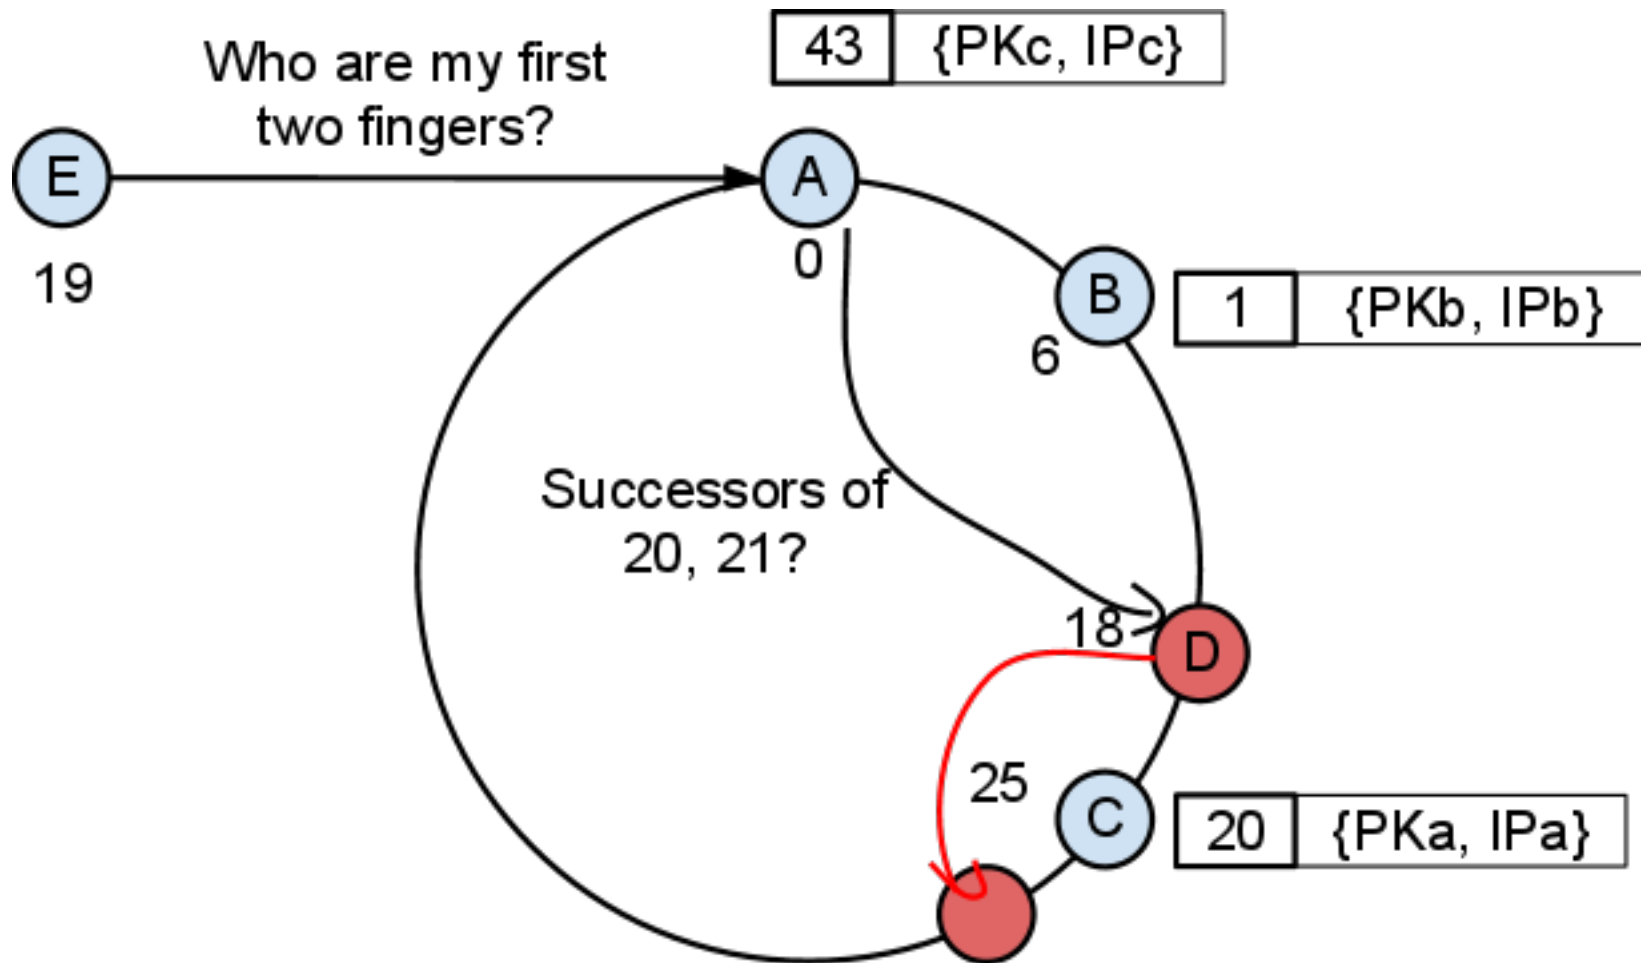 43 {PKc, IPc}
Who are my first
two fingers?
E
A
19
0
B
1 {PKb, IPb}
6
Successors of
20, 21?
18
D
25
C
20 {PKa, IPa}